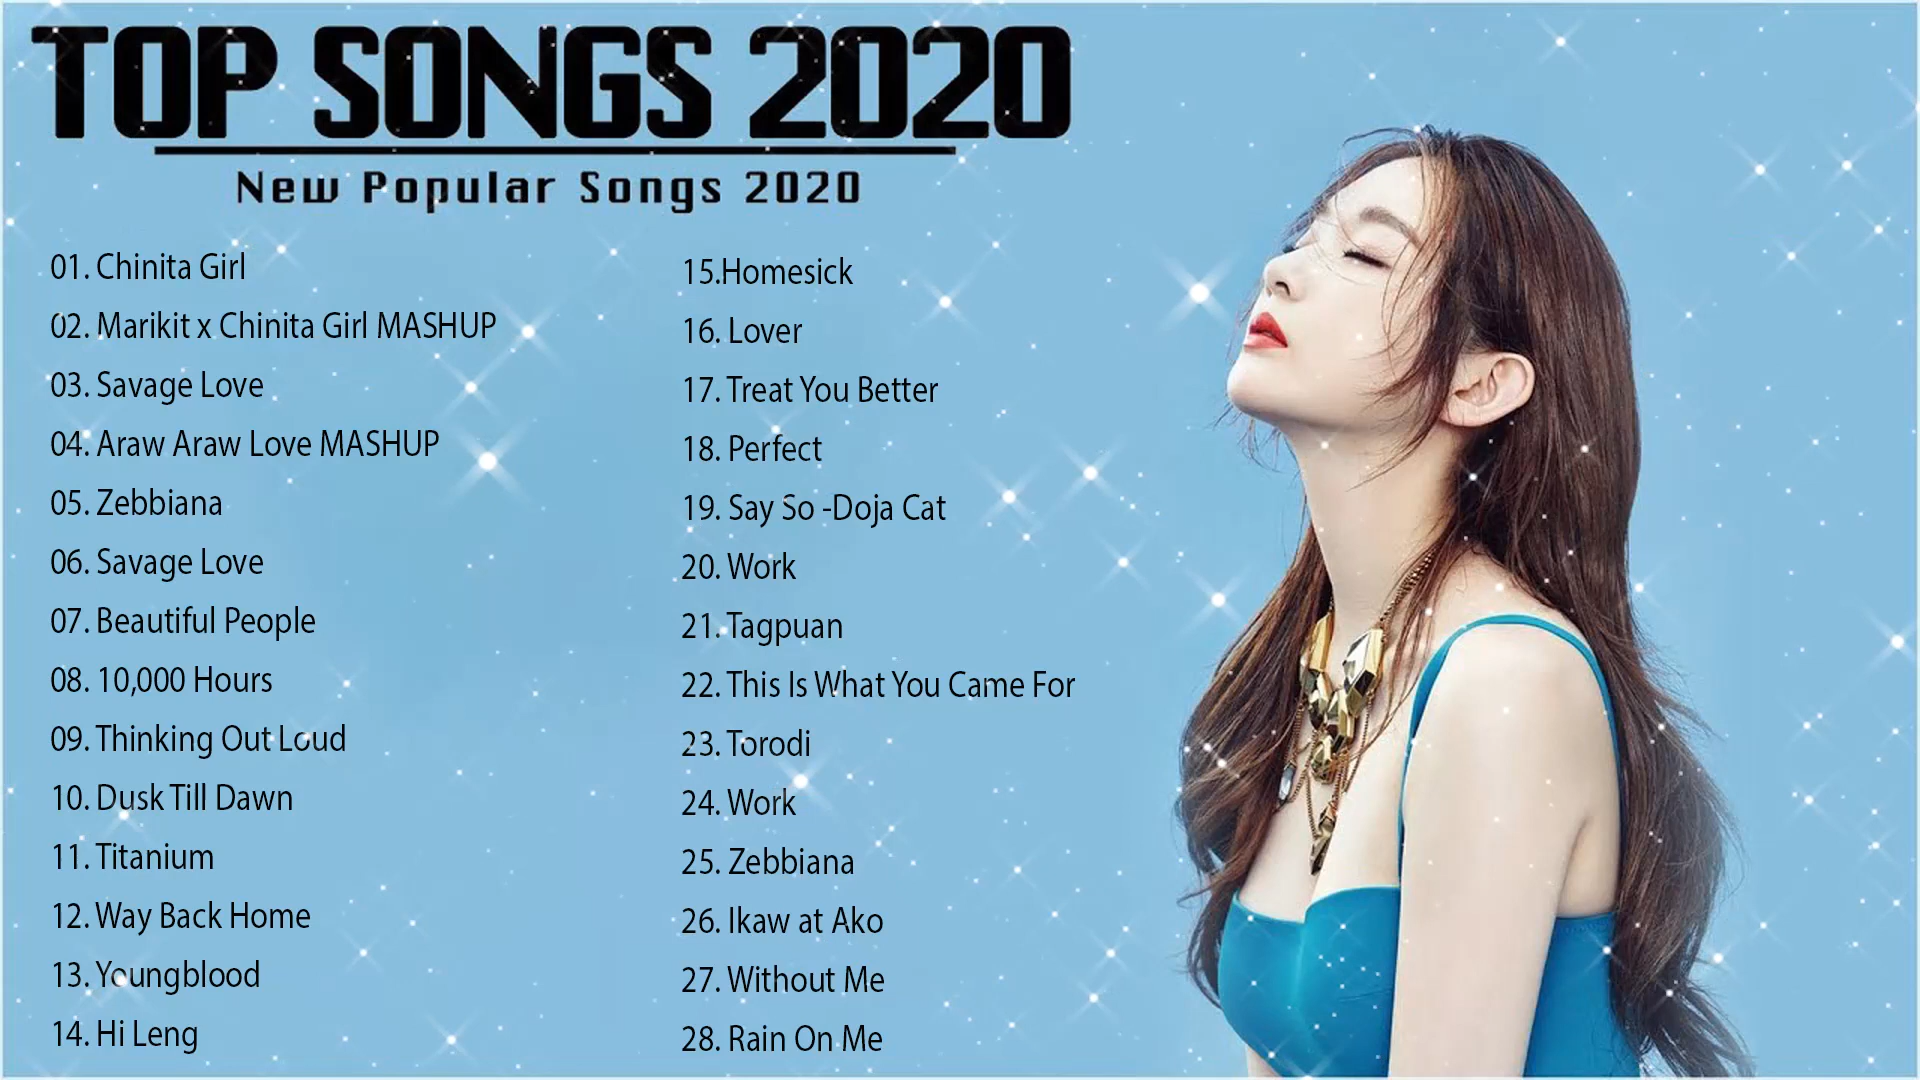 TOP SONGS 2020
New Popular Songs 2020
01. Chinita Girl
02. Marikit x Chinita Girl MASHUP
03. Savage Love
04. Araw Araw Love MASHUP
05. Zebbiana
06. Savage Love
07. Beautiful People
08. 10,000 Hours
09. Thinking Out Loud
10. Dusk Till Dawn
11. Titanium
12. Way Back Home
13. Youngblood
14. Hi Leng
15.Homesick
16. Lover
17. Treat You Better
18. Perfect
19. Say So -Doja Cat
20. Work
21. Tagpuan
22. This Is What You Came For
23. Torodi
24. Work
25. Zebbiana
26. Ikaw at Ako
27. Without Me
28. Rain On Me